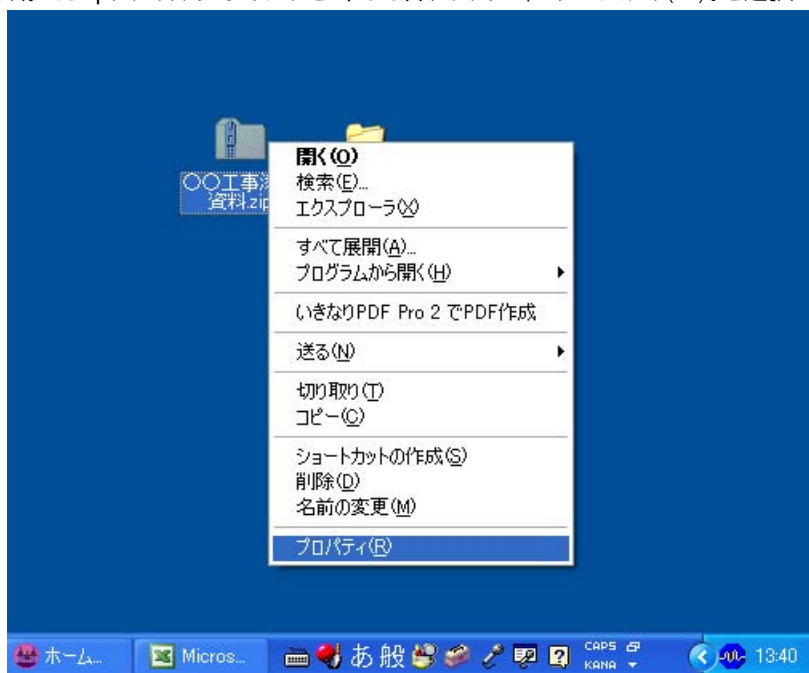 〇〇工事添
資料.zip
開く(O)
検索(E)...
エクスプローラ(X)
すべて展開(A)...
プログラムから開く(H)
いきなりPDF Pro 2 でPDF作成
送る(N)
切り取り(T)
コピー(C)
ショートカットの作成(S)
削除(D)
名前の変更(M)
プロパティ(R)
ホーム...
Micros...
あ 般
CAPS
KANA
13:40